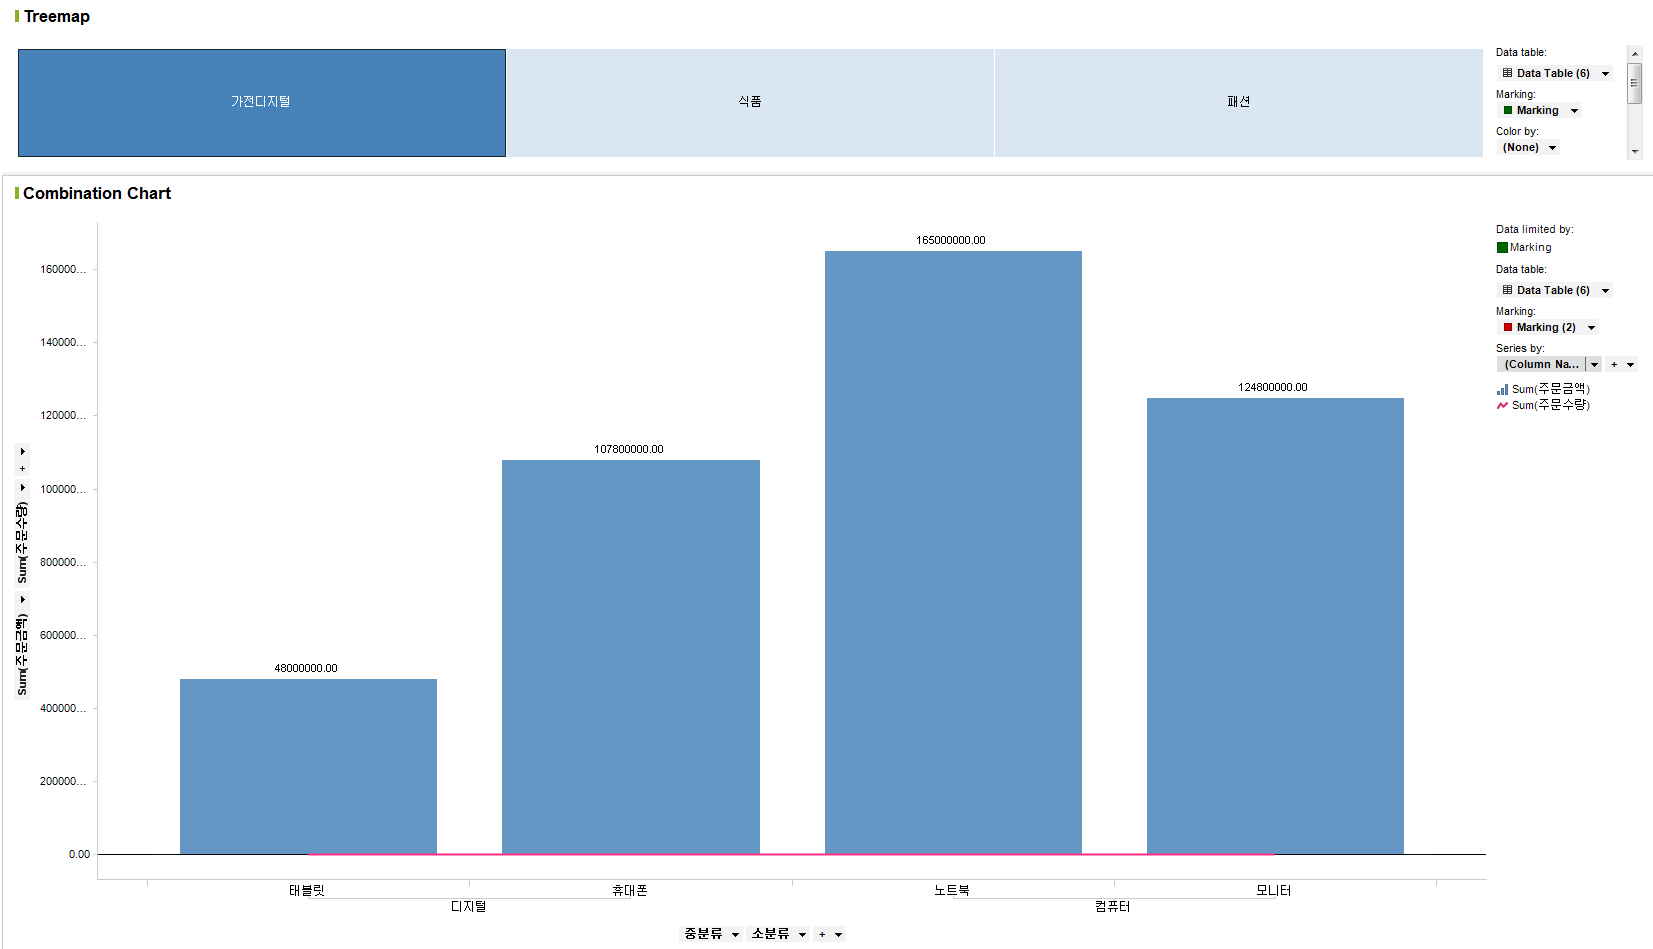 Treemap
가전디지털
식품
패션
Data table:
Data Table (6)
Marking:
Marking
Color by:
(None)
Combination Chart
Data limited by:
Marking
Data table:
Data Table (6)
Marking:
Marking (2)
Series by:
(Column Na...
+
Sum(주문금액)
Sum(주문수량)
+
Sum(주문수량)
Sum(주문금액)
160000...
140000...
120000...
100000...
800000...
600000...
400000...
200000...
0.00
48000000.00
107800000.00
165000000.00
124800000.00
태블릿
휴대폰
노트북
모니터
디지털
컴퓨터
중분류 소분류 +